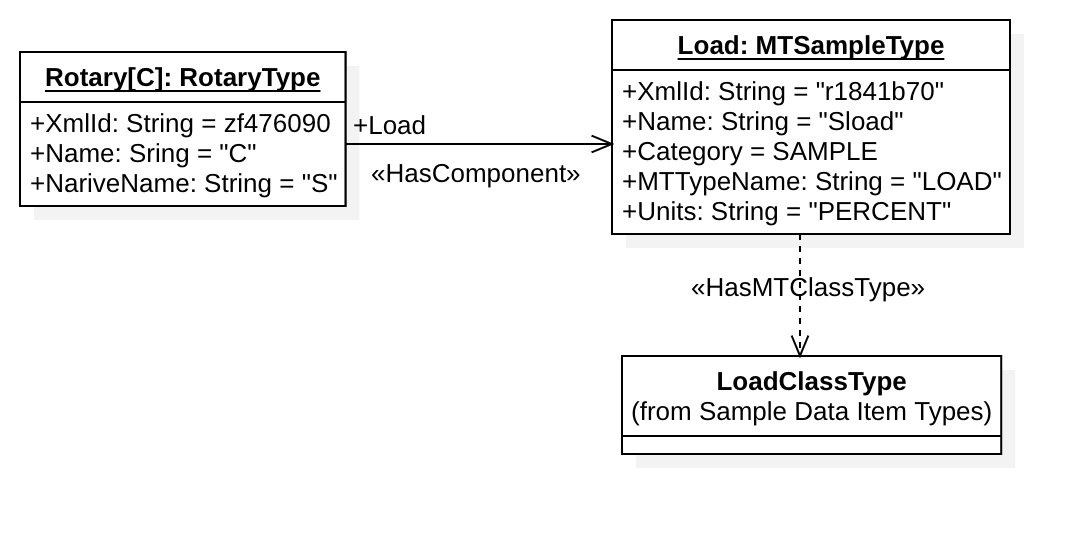 Rotary[C]: RotaryType
+XmlId: String = zf476090
+Name: Sring = "C"
+NariveName: String = "S"
+Load
«HasComponent»
Load: MTSampleType
+XmlId: String = "r1841b70"
+Name: String = "Sload"
+Category = SAMPLE
+MTTypeName: String = "LOAD"
+Units: String = "PERCENT"
«HasMTClassType»
LoadClassType
(from Sample Data Item Types)